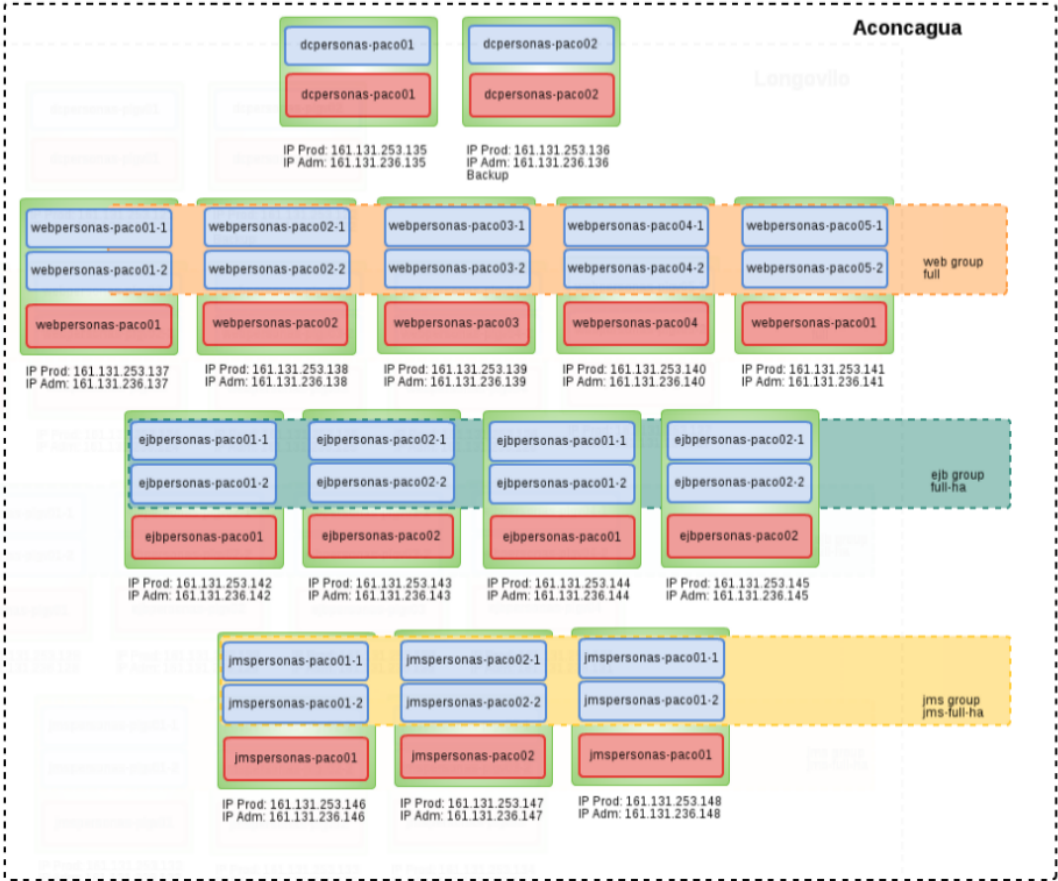 Aconcagua
dcpersonas-paco01
dcpersonas-paco02
dcpersonas-paco01
dcpersonas-paco02
Longovilo
IP Prod: 161.131.253.135
IP Adm: 161.131.236.135
IP Prod: 161.131.253.136
IP Adm: 161.131.236.136
Backup
webpersonas-paco01-1
webpersonas-paco02-1
webpersonas-paco03-1
webpersonas-paco04-1
webpersonas-paco05-1
webpersonas-paco01-2
webpersonas-paco02-2
webpersonas-paco03-2
webpersonas-paco04-2
webpersonas-paco05-2
web group
full
webpersonas-paco01
webpersonas-paco02
webpersonas-paco03
webpersonas-paco04
webpersonas-paco01
IP Prod: 161.131.253.137
IP Adm: 161.131.236.137
IP Prod: 161.131.253.138
IP Adm: 161.131.236.138
IP Prod: 161.131.253.139
IP Adm: 161.131.236.139
IP Prod: 161.131.253.140
IP Adm: 161.131.236.140
IP Prod: 161.131.253.141
IP Adm: 161.131.236.141
ejbpersonas-paco01-1
ejbpersonas-paco02-1
ejbpersonas-paco01-1
ejbpersonas-paco02-1
ejbpersonas-paco01-2
ejbpersonas-paco02-2
ejbpersonas-paco01-2
ejbpersonas-paco02-2
ejb group
full-ha
ejbpersonas-paco01
ejbpersonas-paco02
ejbpersonas-paco01
ejbpersonas-paco02
IP Prod: 161.131.253.142
IP Adm: 161.131.236.142
IP Prod: 161.131.253.143
IP Adm: 161.131.236.143
IP Prod: 161.131.253.144
IP Adm: 161.131.236.144
IP Prod: 161.131.253.145
IP Adm: 161.131.236.145
jmspersonas-paco01-1
jmspersonas-paco02-1
jmspersonas-paco01-1
jmspersonas-paco01-2
jmspersonas-paco02-2
jmspersonas-paco01-2
jms group
jms-full-ha
jmspersonas-paco01
jmspersonas-paco02
jmspersonas-paco01
IP Prod: 161.131.253.146
IP Adm: 161.131.236.146
IP Prod: 161.131.253.147
IP Adm: 161.131.236.147
IP Prod: 161.131.253.148
IP Adm: 161.131.236.148